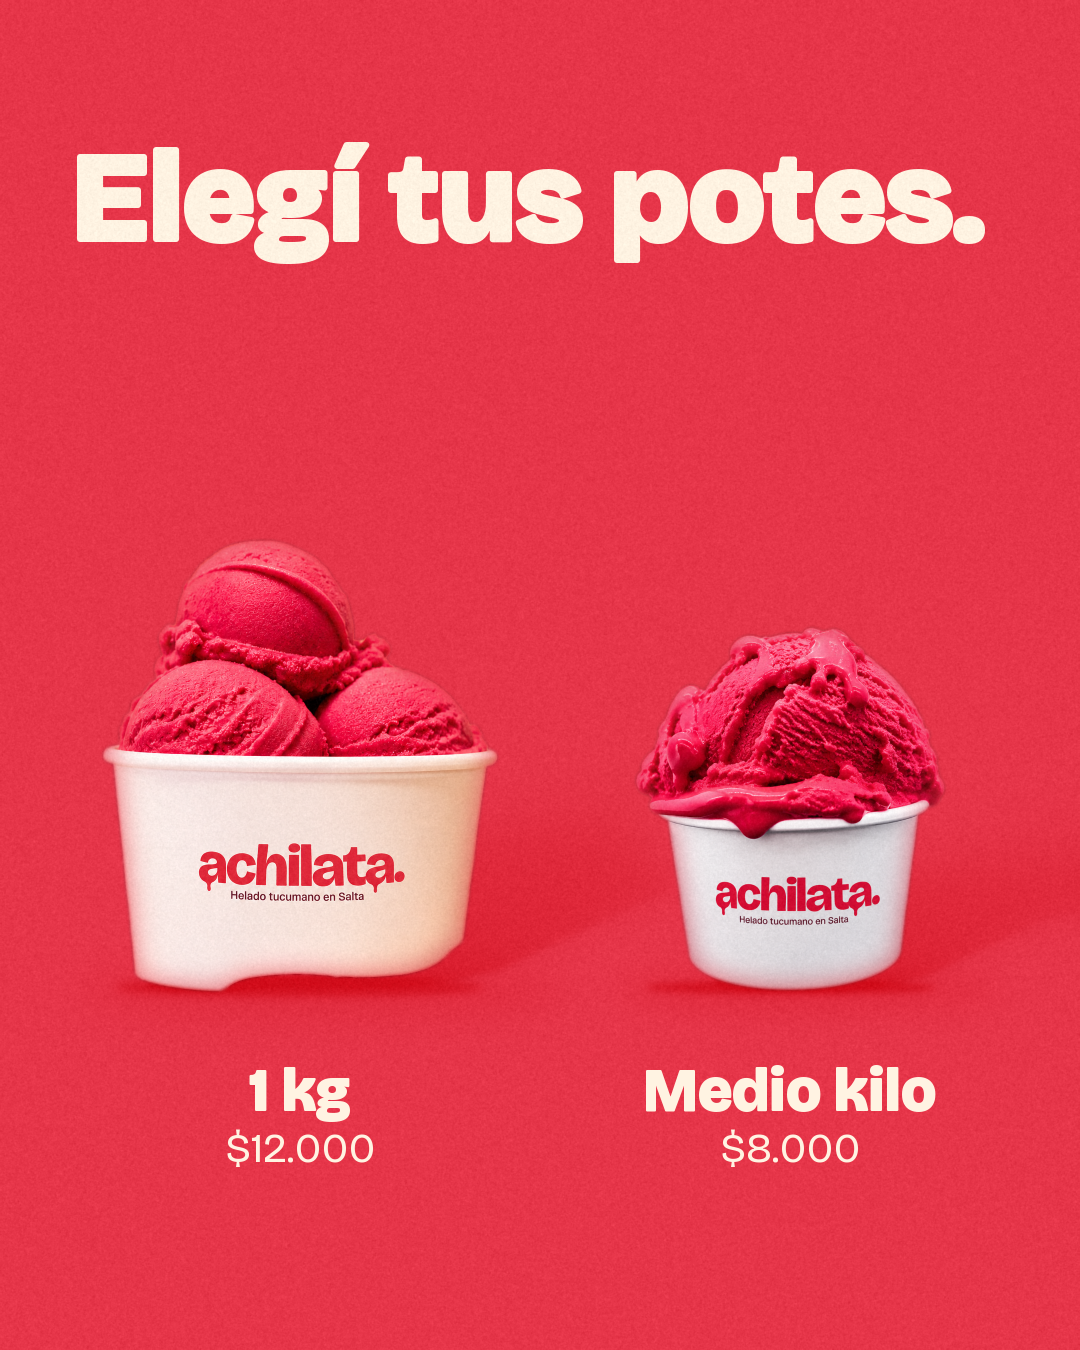 Elegí tus potes.
achilata.
Helado tucumano en Salta
achilata.
Helado tucumano en Salta
1 kg
$12.000
Medio kilo
$8.000